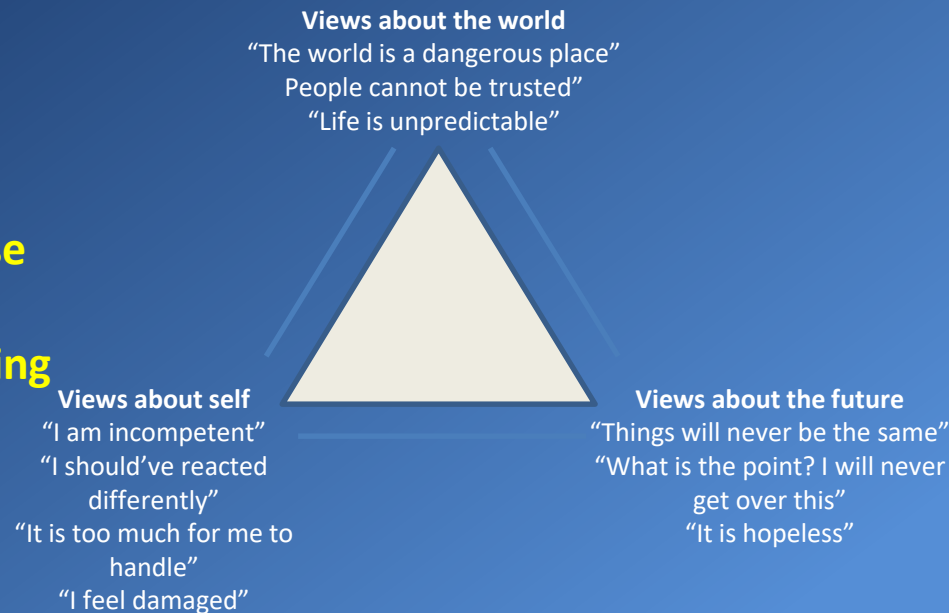 Views about the world
“The world is a dangerous place”
People cannot be trusted”
“Life is unpredictable”
Views about self
“I am incompetent”
“I should’ve reacted
differently”
“It is too much for me to
handle”
“I feel damaged”
Views about the future
“Things will never be the same”
“What is the point? I will never
get over this”
“It is hopeless”